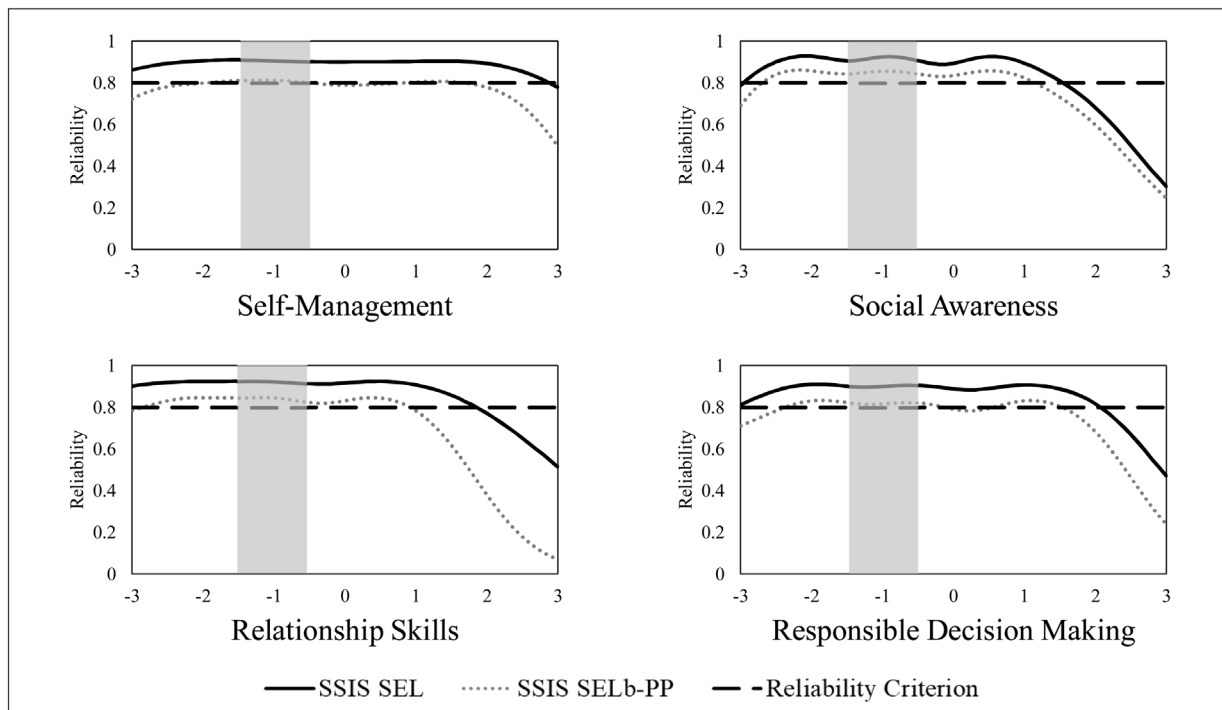 1
0.8
0.6
0.4
0.2
0
Reliability
-3 -2 -1 0 1 2 3
Self-Management
1
0.8
0.6
0.4
0.2
0
Reliability
-3 -2 -1 0 1 2 3
Social Awareness
1
0.8
0.6
0.4
0.2
0
Reliability
-3 -2 -1 0 1 2 3
Relationship Skills
1
0.8
0.6
0.4
0.2
0
Reliability
-3 -2 -1 0 1 2 3
Responsible Decision Making
SSIS SEL SSIS SELb-PP Reliability Criterion